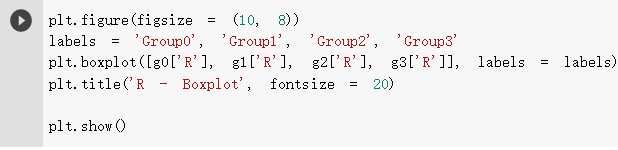 plt.figure(figsize = (10, 8))
labels = 'Group0', 'Group1', 'Group2', 'Group3'
plt.boxplot([g0['R'], g1['R'], g2['R'], g3['R']], labels = labels)
plt.title('R - Boxplot', fontsize = 20)
plt.show()